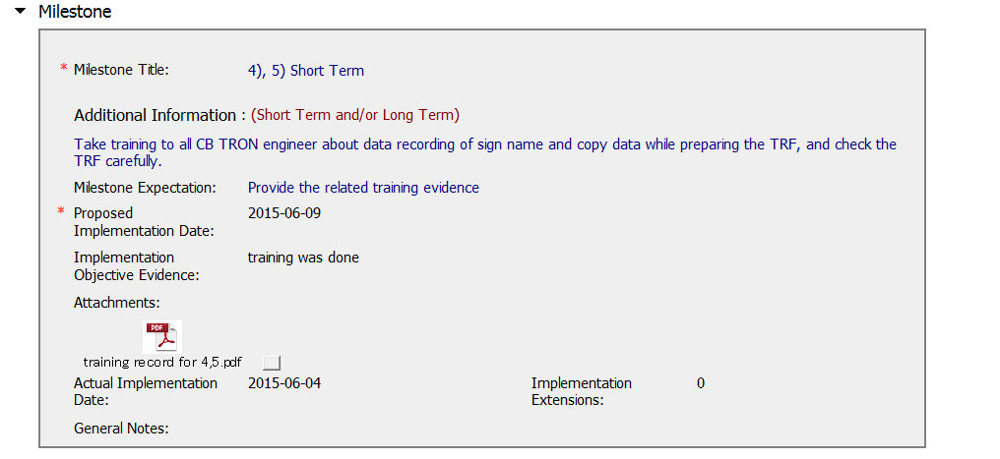 Milestone
* Milestone Title: 4), 5) Short Term
Additional Information : (Short Term and/or Long Term)
Take training to all CB TRON engineer about data recording of sign name and copy data while preparing the TRF, and check the
TRF carefully.
Milestone Expectation: Provide the related training evidence
* Proposed 2015-06-09
Implementation Date:
Implementation training was done
Objective Evidence:
Attachments:
PDF
training record for 4,5.pdf
Actual Implementation 2015-06-04 Implementation 0
Date: Extensions:
General Notes: